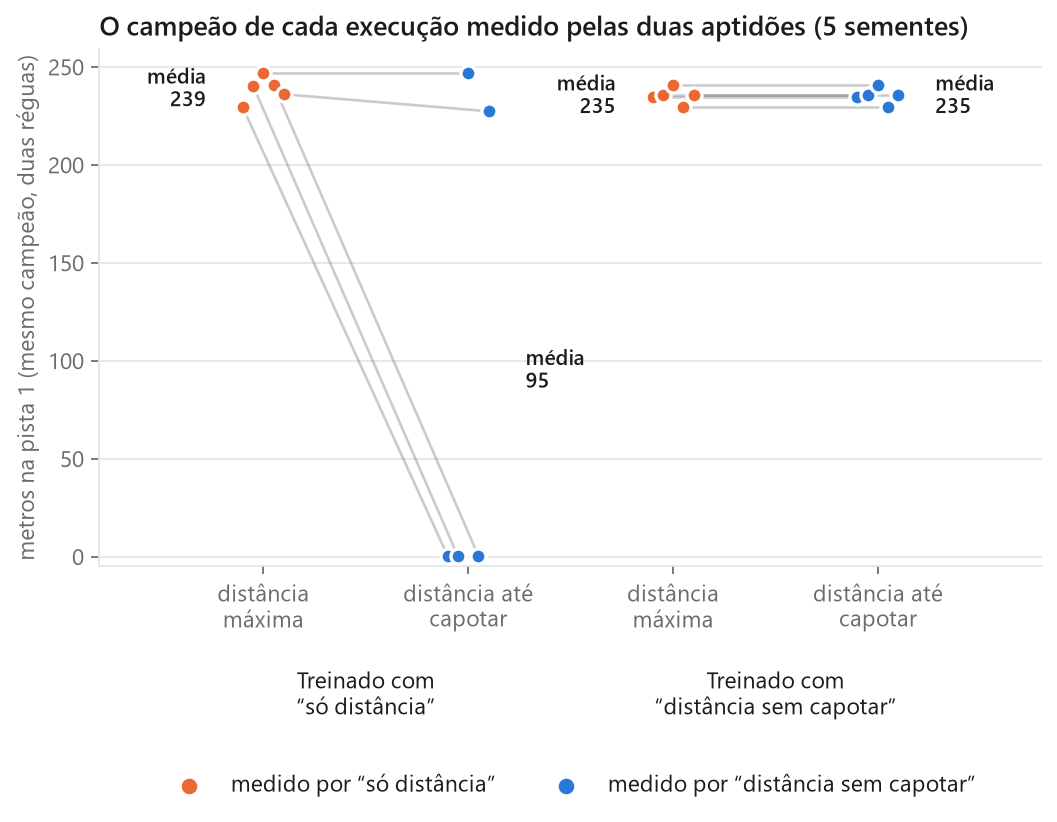 O campeão de cada execução medido pelas duas aptidões (5 sementes)
metros na pista 1 (mesmo campeão, duas réguas)
250
200
150
100
50
0
média
239
média
95
média
235
média
235
distância
máxima
distância até
capotar
distância
máxima
distância até
capotar
Treinado com
“só distância”
Treinado com
“distância sem capotar”
medido por “só distância”
medido por “distância sem capotar”